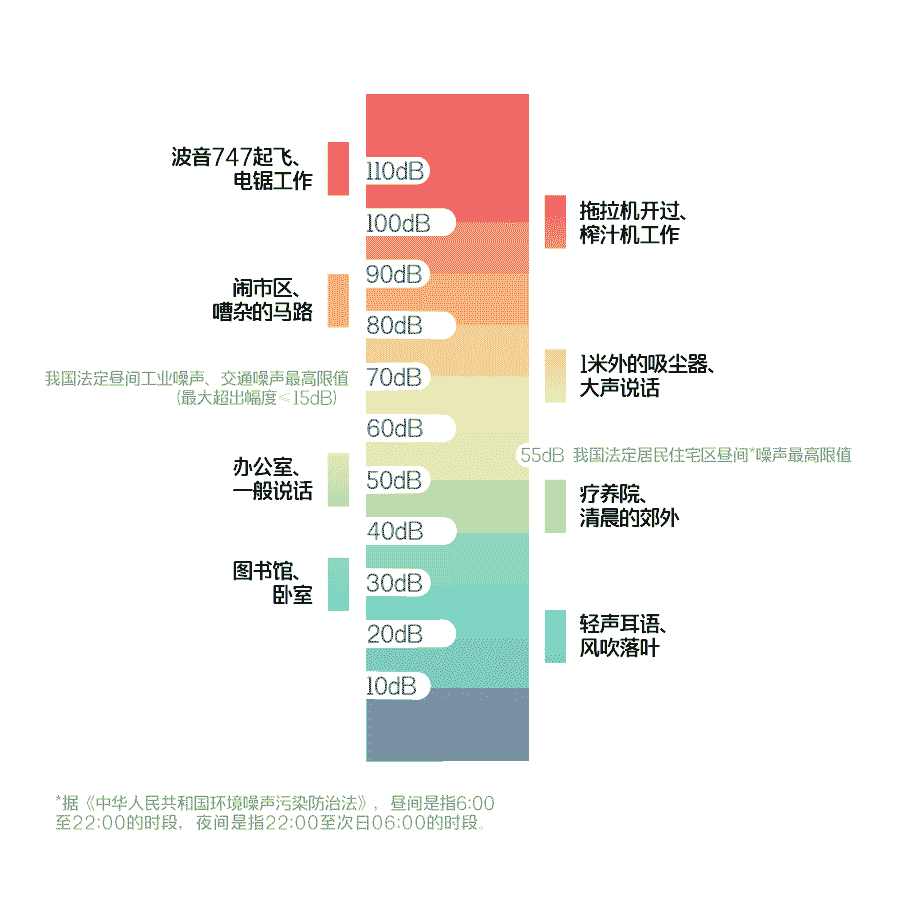 波音747起飞、
电锯工作
110dB
100dB
拖拉机开过、
榨汁机工作
90dB
闹市区、
嘈杂的马路
80dB
1米外的吸尘器、
大声说话
我国法定昼间工业噪声、交通噪声最高限值
(最大超出幅度<15dB)
70dB
60dB
55dB 我国法定居民住宅区昼间*噪声最高限值
办公室、
一般说话
50dB
疗养院、
清晨的郊外
40dB
图书馆、
卧室
30dB
轻声耳语、
风吹落叶
20dB
10dB
*据《中华人民共和国环境噪声污染防治法》,昼间是指6:00
至22:00的时段,夜间是指22:00至次日06:00的时段。